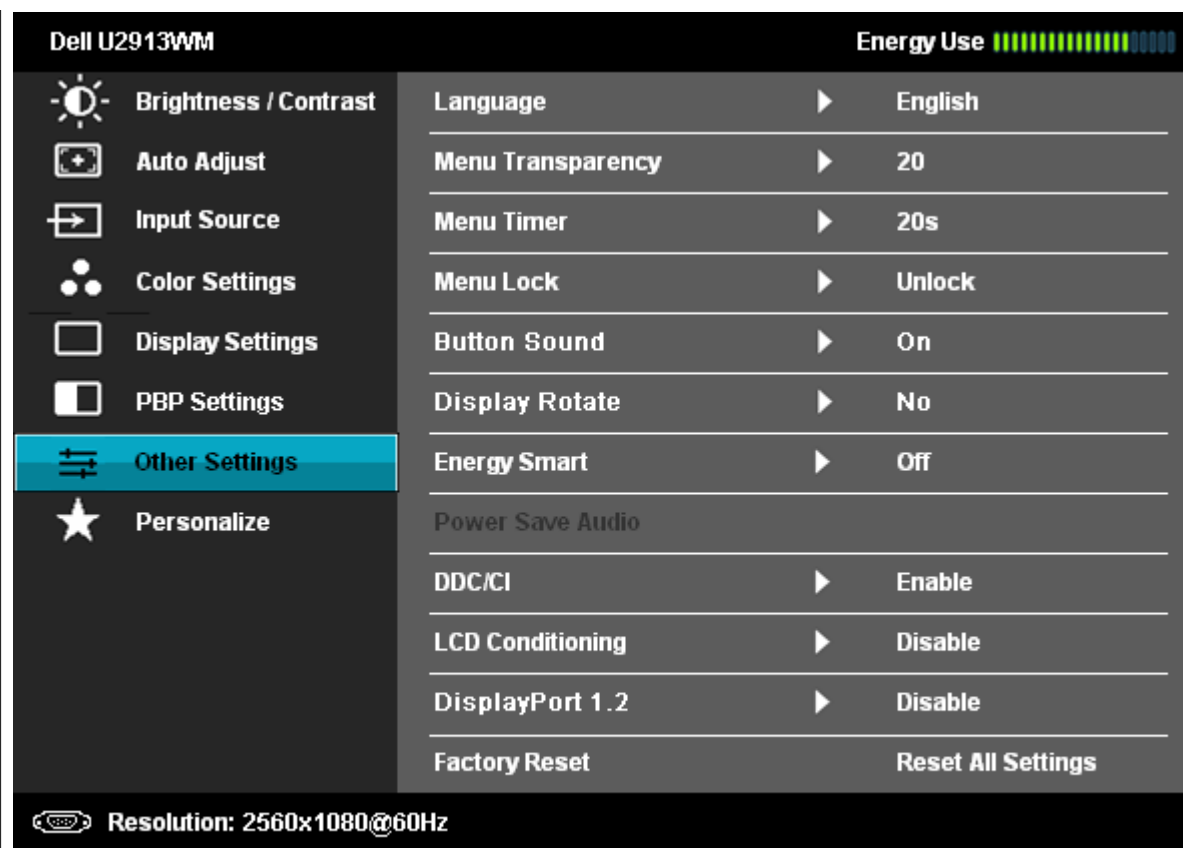 Dell U2913WM Energy Use
Brightness / Contrast Language English
Auto Adjust Menu Transparency 20
Input Source Menu Timer 20s
Color Settings Menu Lock Unlock
Display Settings Button Sound On
PBP Settings Display Rotate No
Other Settings Energy Smart Off
Personalize Power Save Audio
DDC/CI Enable
LCD Conditioning Disable
DisplayPort 1.2 Disable
Factory Reset Reset All Settings
Resolution: 2560x1080@60Hz